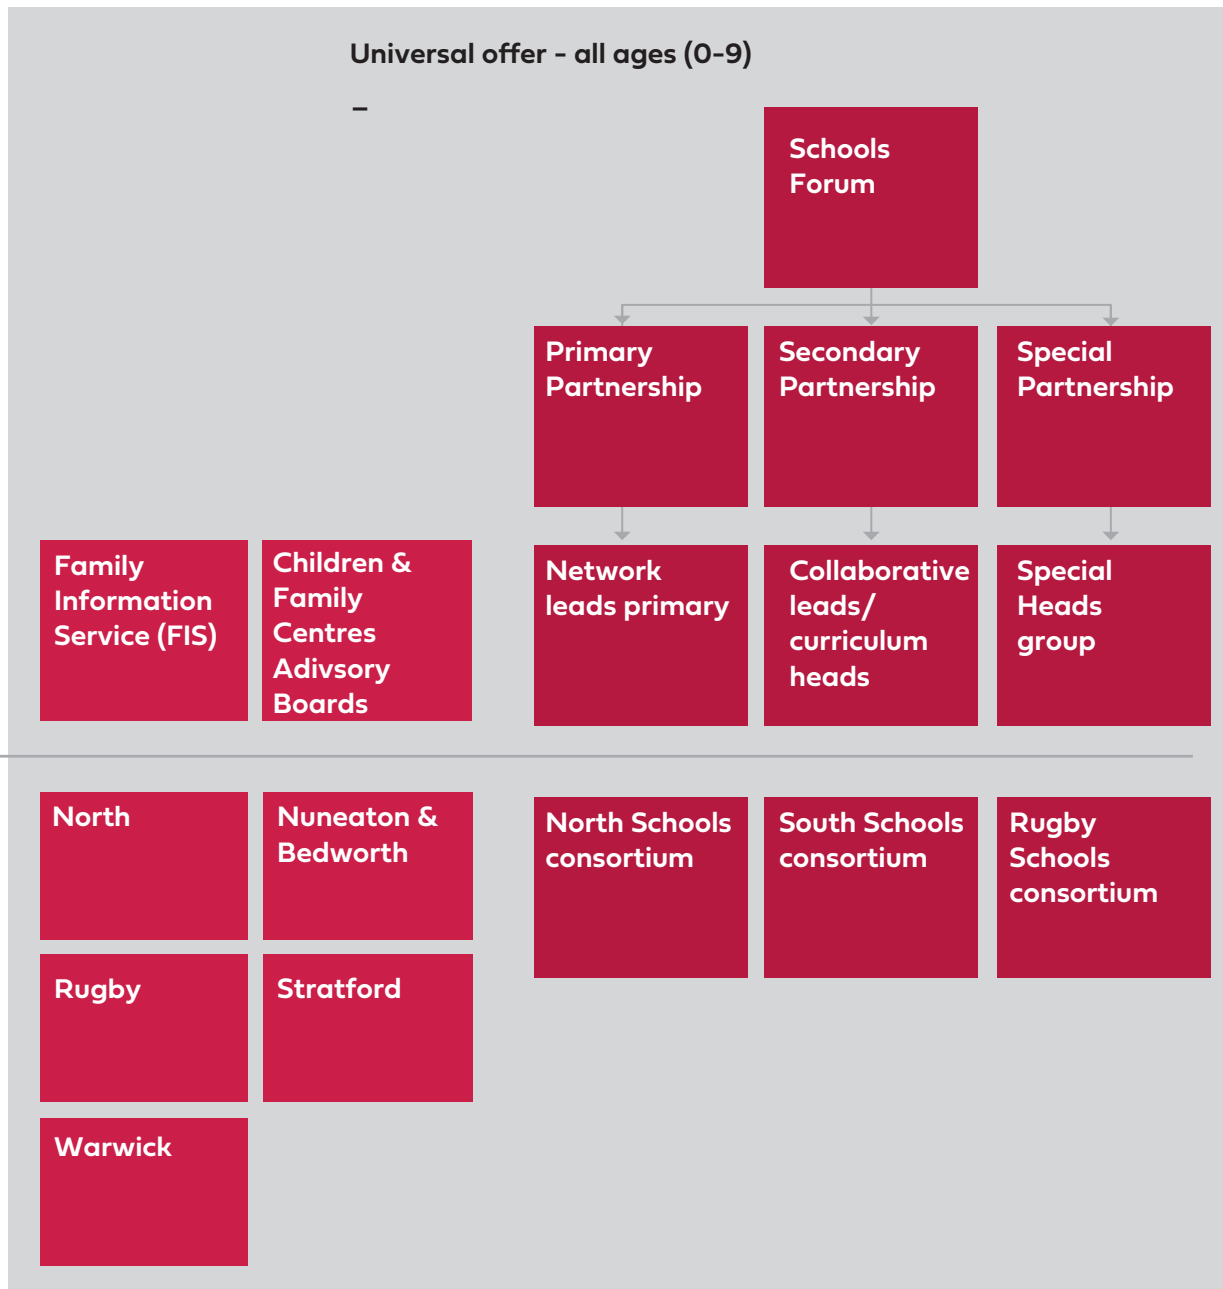 Universal offer - all ages (0-9)
–
Schools
Forum
Primary
Partnership
Secondary
Partnership
Special
Partnership
Family
Information
Service (FIS)
Children &
Family
Centres
Adivsory
Boards
Network
leads primary
Collaborative
leads/
curriculum
heads
Special
Heads
group
North
Nuneaton &
Bedworth
North Schools
consortium
South Schools
consortium
Rugby
Schools
consortium
Rugby
Stratford
Warwick